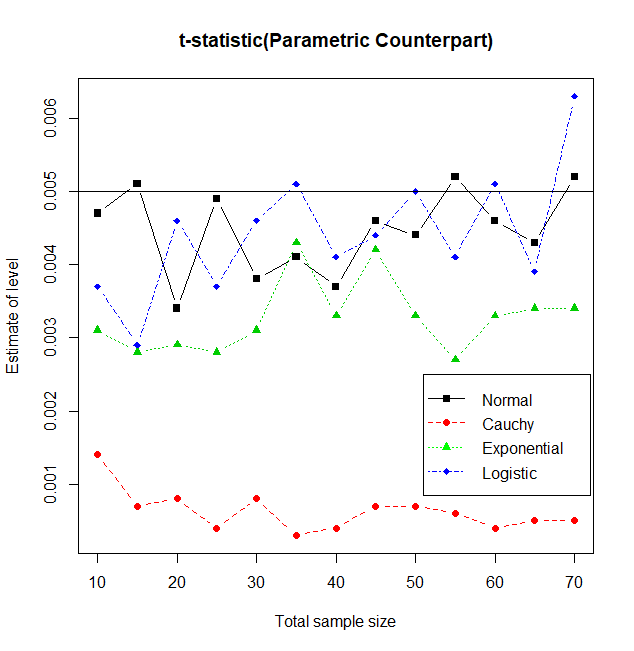 t-statistic(Parametric Counterpart)
Estimate of level
0.006
0.005
0.004
0.003
0.002
0.001
Normal
Cauchy
Exponential
Logistic
10 20 30 40 50 60 70
Total sample size